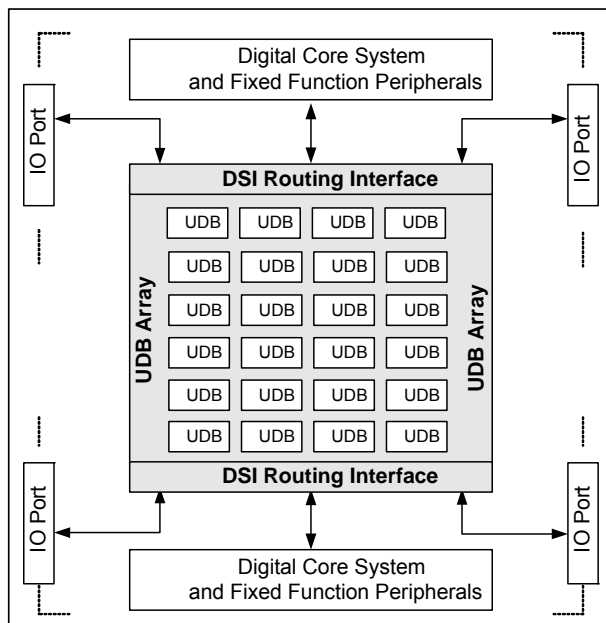 Digital Core System
and Fixed Function Peripherals
IO Port
IO Port
DSI Routing Interface
UDB UDB UDB UDB
UDB UDB UDB UDB
UDB UDB UDB UDB
UDB UDB UDB UDB
UDB UDB UDB UDB
UDB UDB UDB UDB
UDB Array
UDB Array
DSI Routing Interface
IO Port
IO Port
Digital Core System
and Fixed Function Peripherals